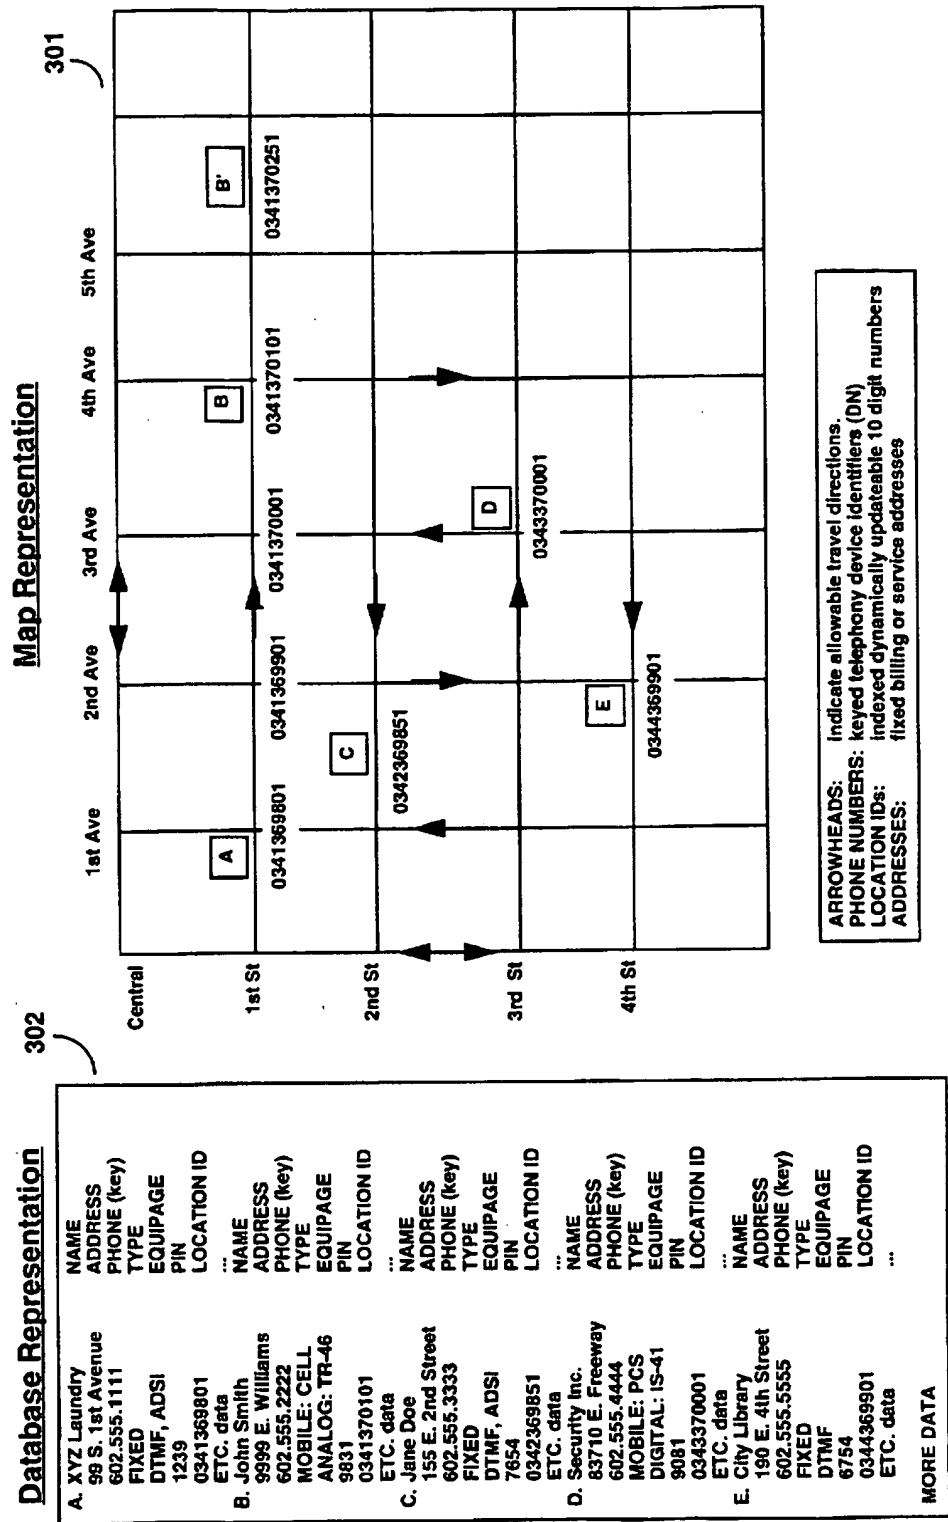 Database Representation
302
A. XYZ Laundry NAME
99 S. 1st Avenue ADDRESS
602.555.1111 PHONE (key)
FIXED TYPE
DTMF, ADSI EQUIPAGE
1239 PIN
0341369801 LOCATION ID
ETC. data ...
B. John Smith NAME
9999 E. Williams ADDRESS
602.555.2222 PHONE (key)
MOBILE: CELL TYPE
ANALOG: TR-46 EQUIPAGE
9831 PIN
0341370101 LOCATION ID
ETC. data ...
C. Jane Doe NAME
155 E. 2nd Street ADDRESS
602.555.3333 PHONE (key)
FIXED TYPE
DTMF, ADSI EQUIPAGE
7654 PIN
0342369851 LOCATION ID
ETC. data ...
D. Security Inc. NAME
83710 E. Freeway ADDRESS
602.555.4444 PHONE (key)
MOBILE: PCS TYPE
DIGITAL: IS-41 EQUIPAGE
9081 PIN
0343370001 LOCATION ID
ETC. data ...
E. City Library NAME
190 E. 4th Street ADDRESS
602.555.5555 PHONE (key)
FIXED TYPE
DTMF EQUIPAGE
6754 PIN
0344369901 LOCATION ID
ETC. data ...
MORE DATA
Map Representation
301
1st Ave 2nd Ave 3rd Ave 4th Ave 5th Ave
Central
A B B'
1st St
0341369801 0341369901 0341370001 0341370101 0341370251
C
2nd St
0342369851
D
3rd St
0343370001
E
4th St
0344369901
ARROWHEADS: indicate allowable travel directions.
PHONE NUMBERS: keyed telephony device identifiers (DN)
LOCATION IDs: indexed dynamically updateable 10 digit numbers
ADDRESSES: fixed billing or service addresses